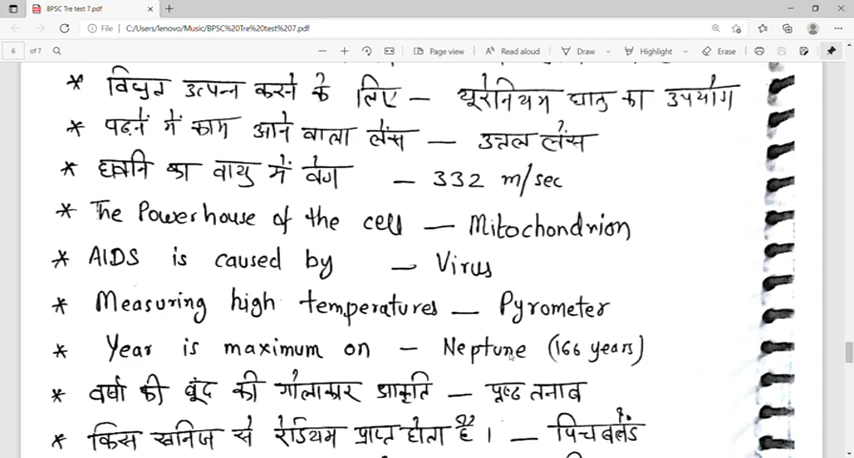 BPSC Tre test 7.pdf
File | C:/Users/lenovo/Music/BPSC%20Tre%20test%207.pdf
6 of 7 Page view Read aloud Draw Highlight Erase
* विद्युत उत्पन्न करने के लिए — यूरेनियम धातु का उपयोग
* पढ़ने में काम आने वाला लेंस — उत्तल लेंस
* ध्वनि का वायु में वेग — 332 m/sec
* The Powerhouse of the cell — Mitochondrion
* AIDS is caused by — Virus
* Measuring high temperatures — Pyrometer
* Year is maximum on — Neptune (166 years)
* वर्षा की बूंद की गोलाकार आकृति — पृष्ठ तनाव
* किस खनिज से रेडियम प्राप्त होता है। — पिचब्लेंड